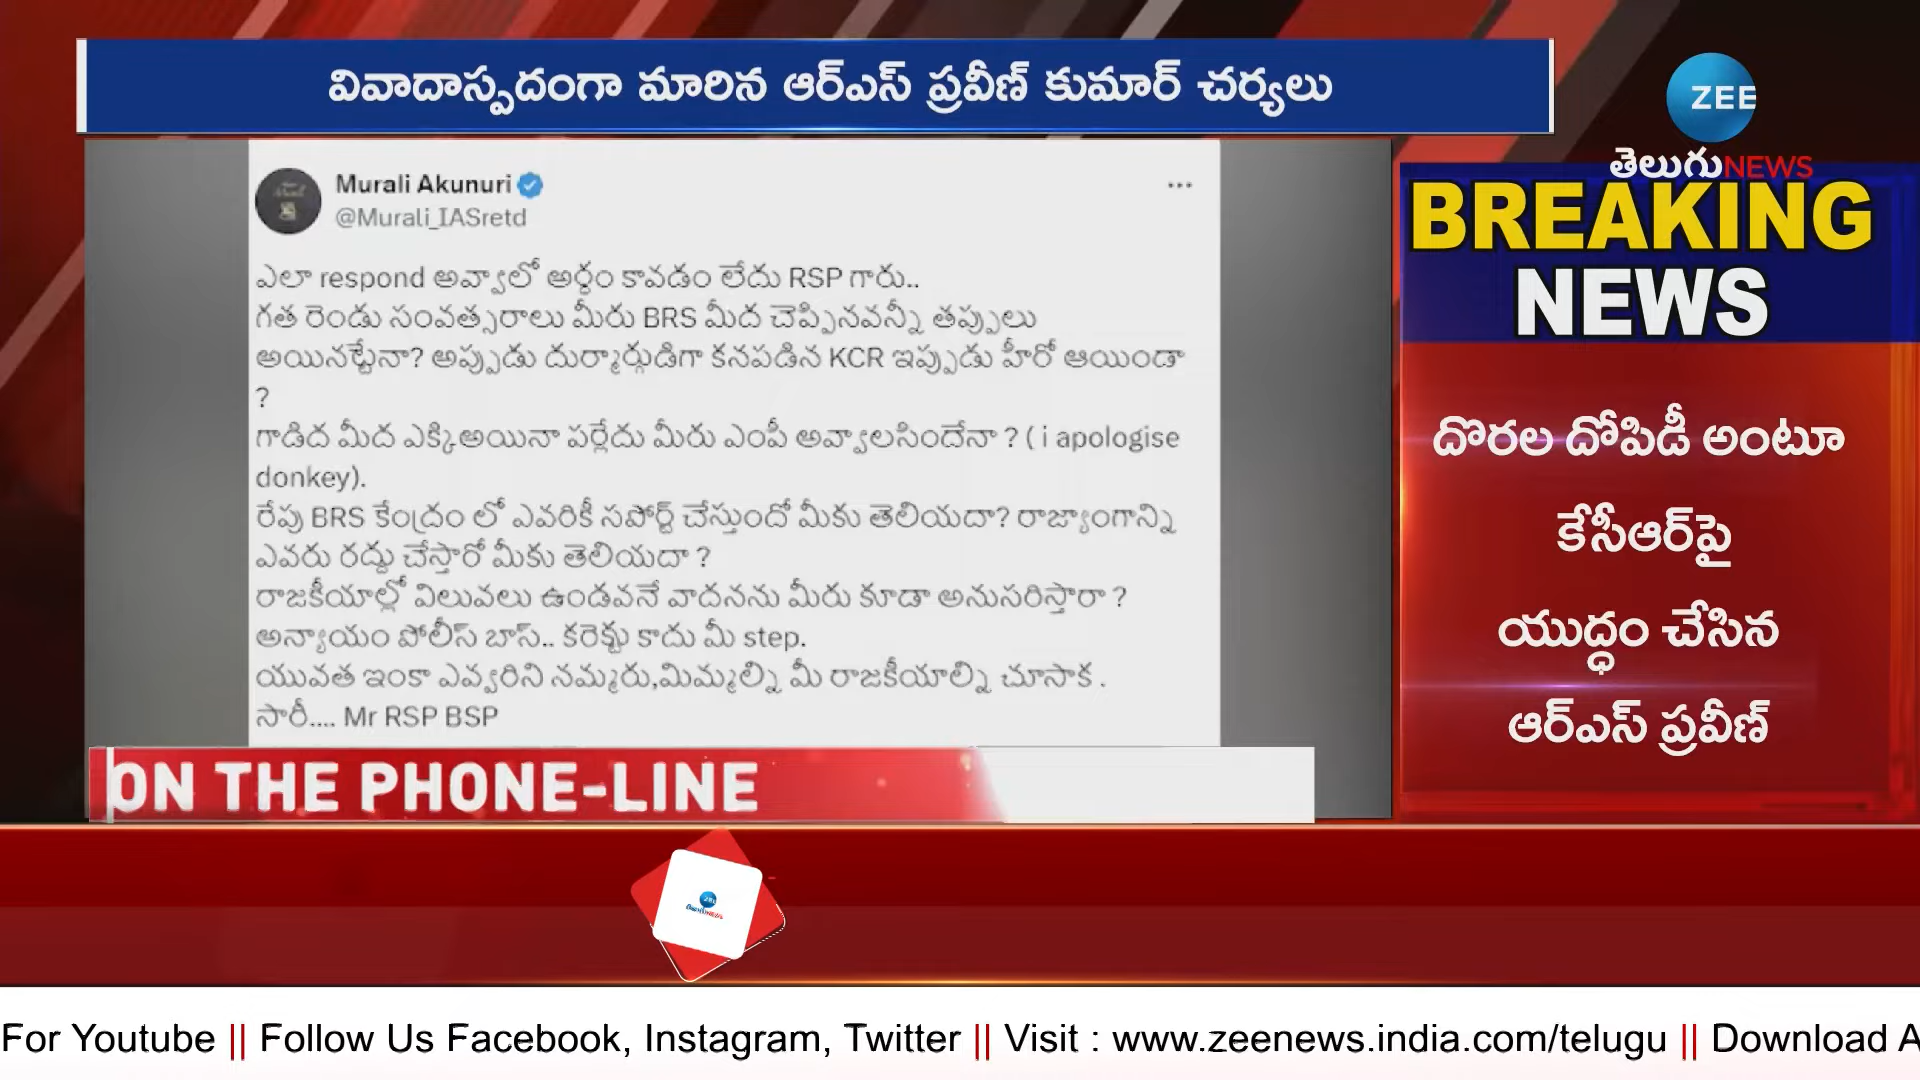 వివాదాస్పదంగా మారిన ఆర్ఎస్ ప్రవీణ్ కుమార్ చర్యలు
ZEE
తెలుగు NEWS
BREAKING
NEWS
Murali Akunuri
@Murali_IASretd
ఎలా respond అవ్వాలో అర్ధం కావడం లేదు RSP గారు..
గత రెండు సంవత్సరాలు మీరు BRS మీద చెప్పినవన్నీ తప్పులు
అయినట్టేనా? అప్పుడు దుర్మార్గుడిగా కనపడిన KCR ఇప్పుడు హీరో ఆయిండా
?
గాడిద మీద ఎక్కిఅయినా పర్లేదు మీరు ఎంపీ అవ్వాలసిందేనా ? ( i apologise
donkey).
రేపు BRS కేంద్రం లో ఎవరికీ సపోర్ట్ చేస్తుందో మీకు తెలియదా? రాజ్యాంగాన్ని
ఎవరు రద్దు చేస్తారో మీకు తెలియదా ?
రాజకీయాల్లో విలువలు ఉండవనే వాదనను మీరు కూడా అనుసరిస్తారా ?
అన్యాయం పోలీస్ బాస్.. కరెక్టు కాదు మీ step.
యువత ఇంకా ఎవ్వరిని నమ్మరు,మిమ్మల్ని మీ రాజకీయాల్ని చూసాక .
సారీ.... Mr RSP BSP
దొరల దోపిడీ అంటూ
కేసీఆర్‌పై
యుద్ధం చేసిన
ఆర్ఎస్ ప్రవీణ్
ON THE PHONE-LINE
For Youtube || Follow Us Facebook, Instagram, Twitter || Visit : www.zeenews.india.com/telugu || Download A